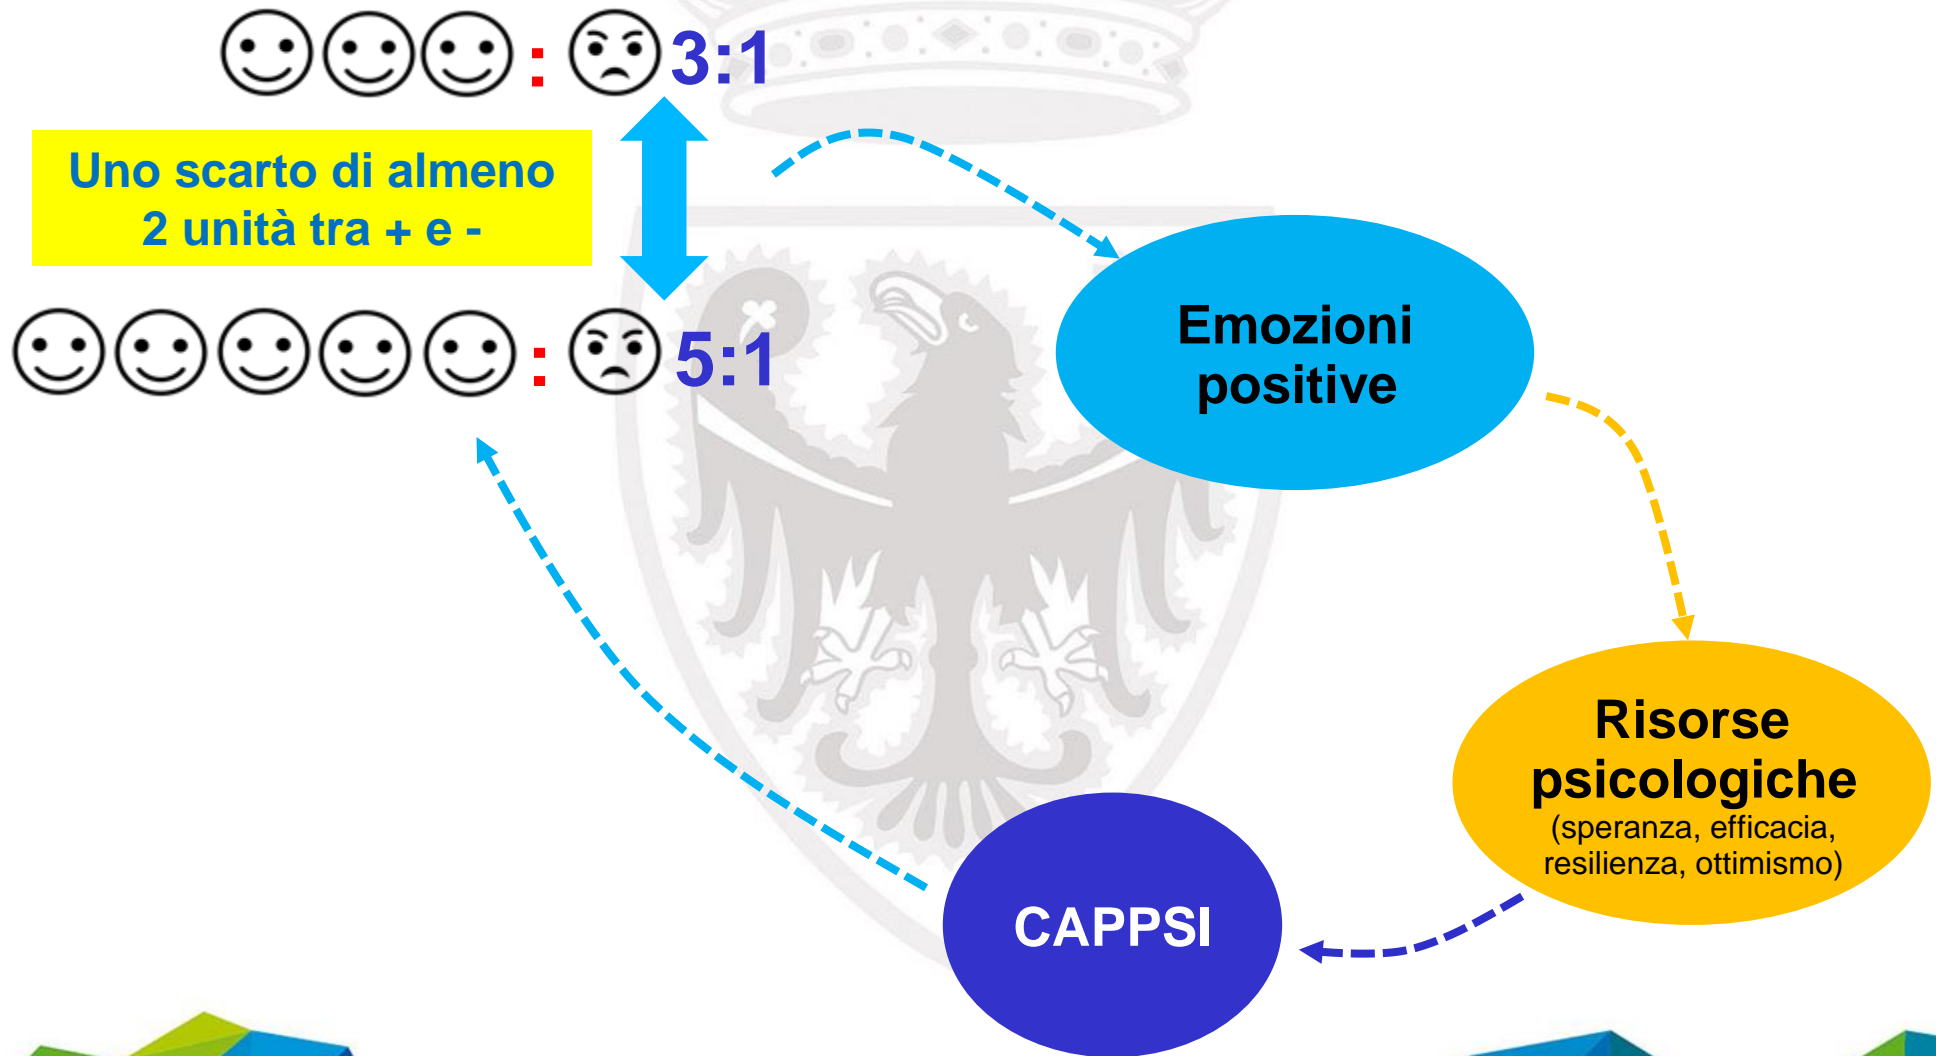 : 3:1
Uno scarto di almeno
2 unità tra + e -
: 5:1
Emozioni
positive
Risorse
psicologiche
(speranza, efficacia,
resilienza, ottimismo)
CAPPSI